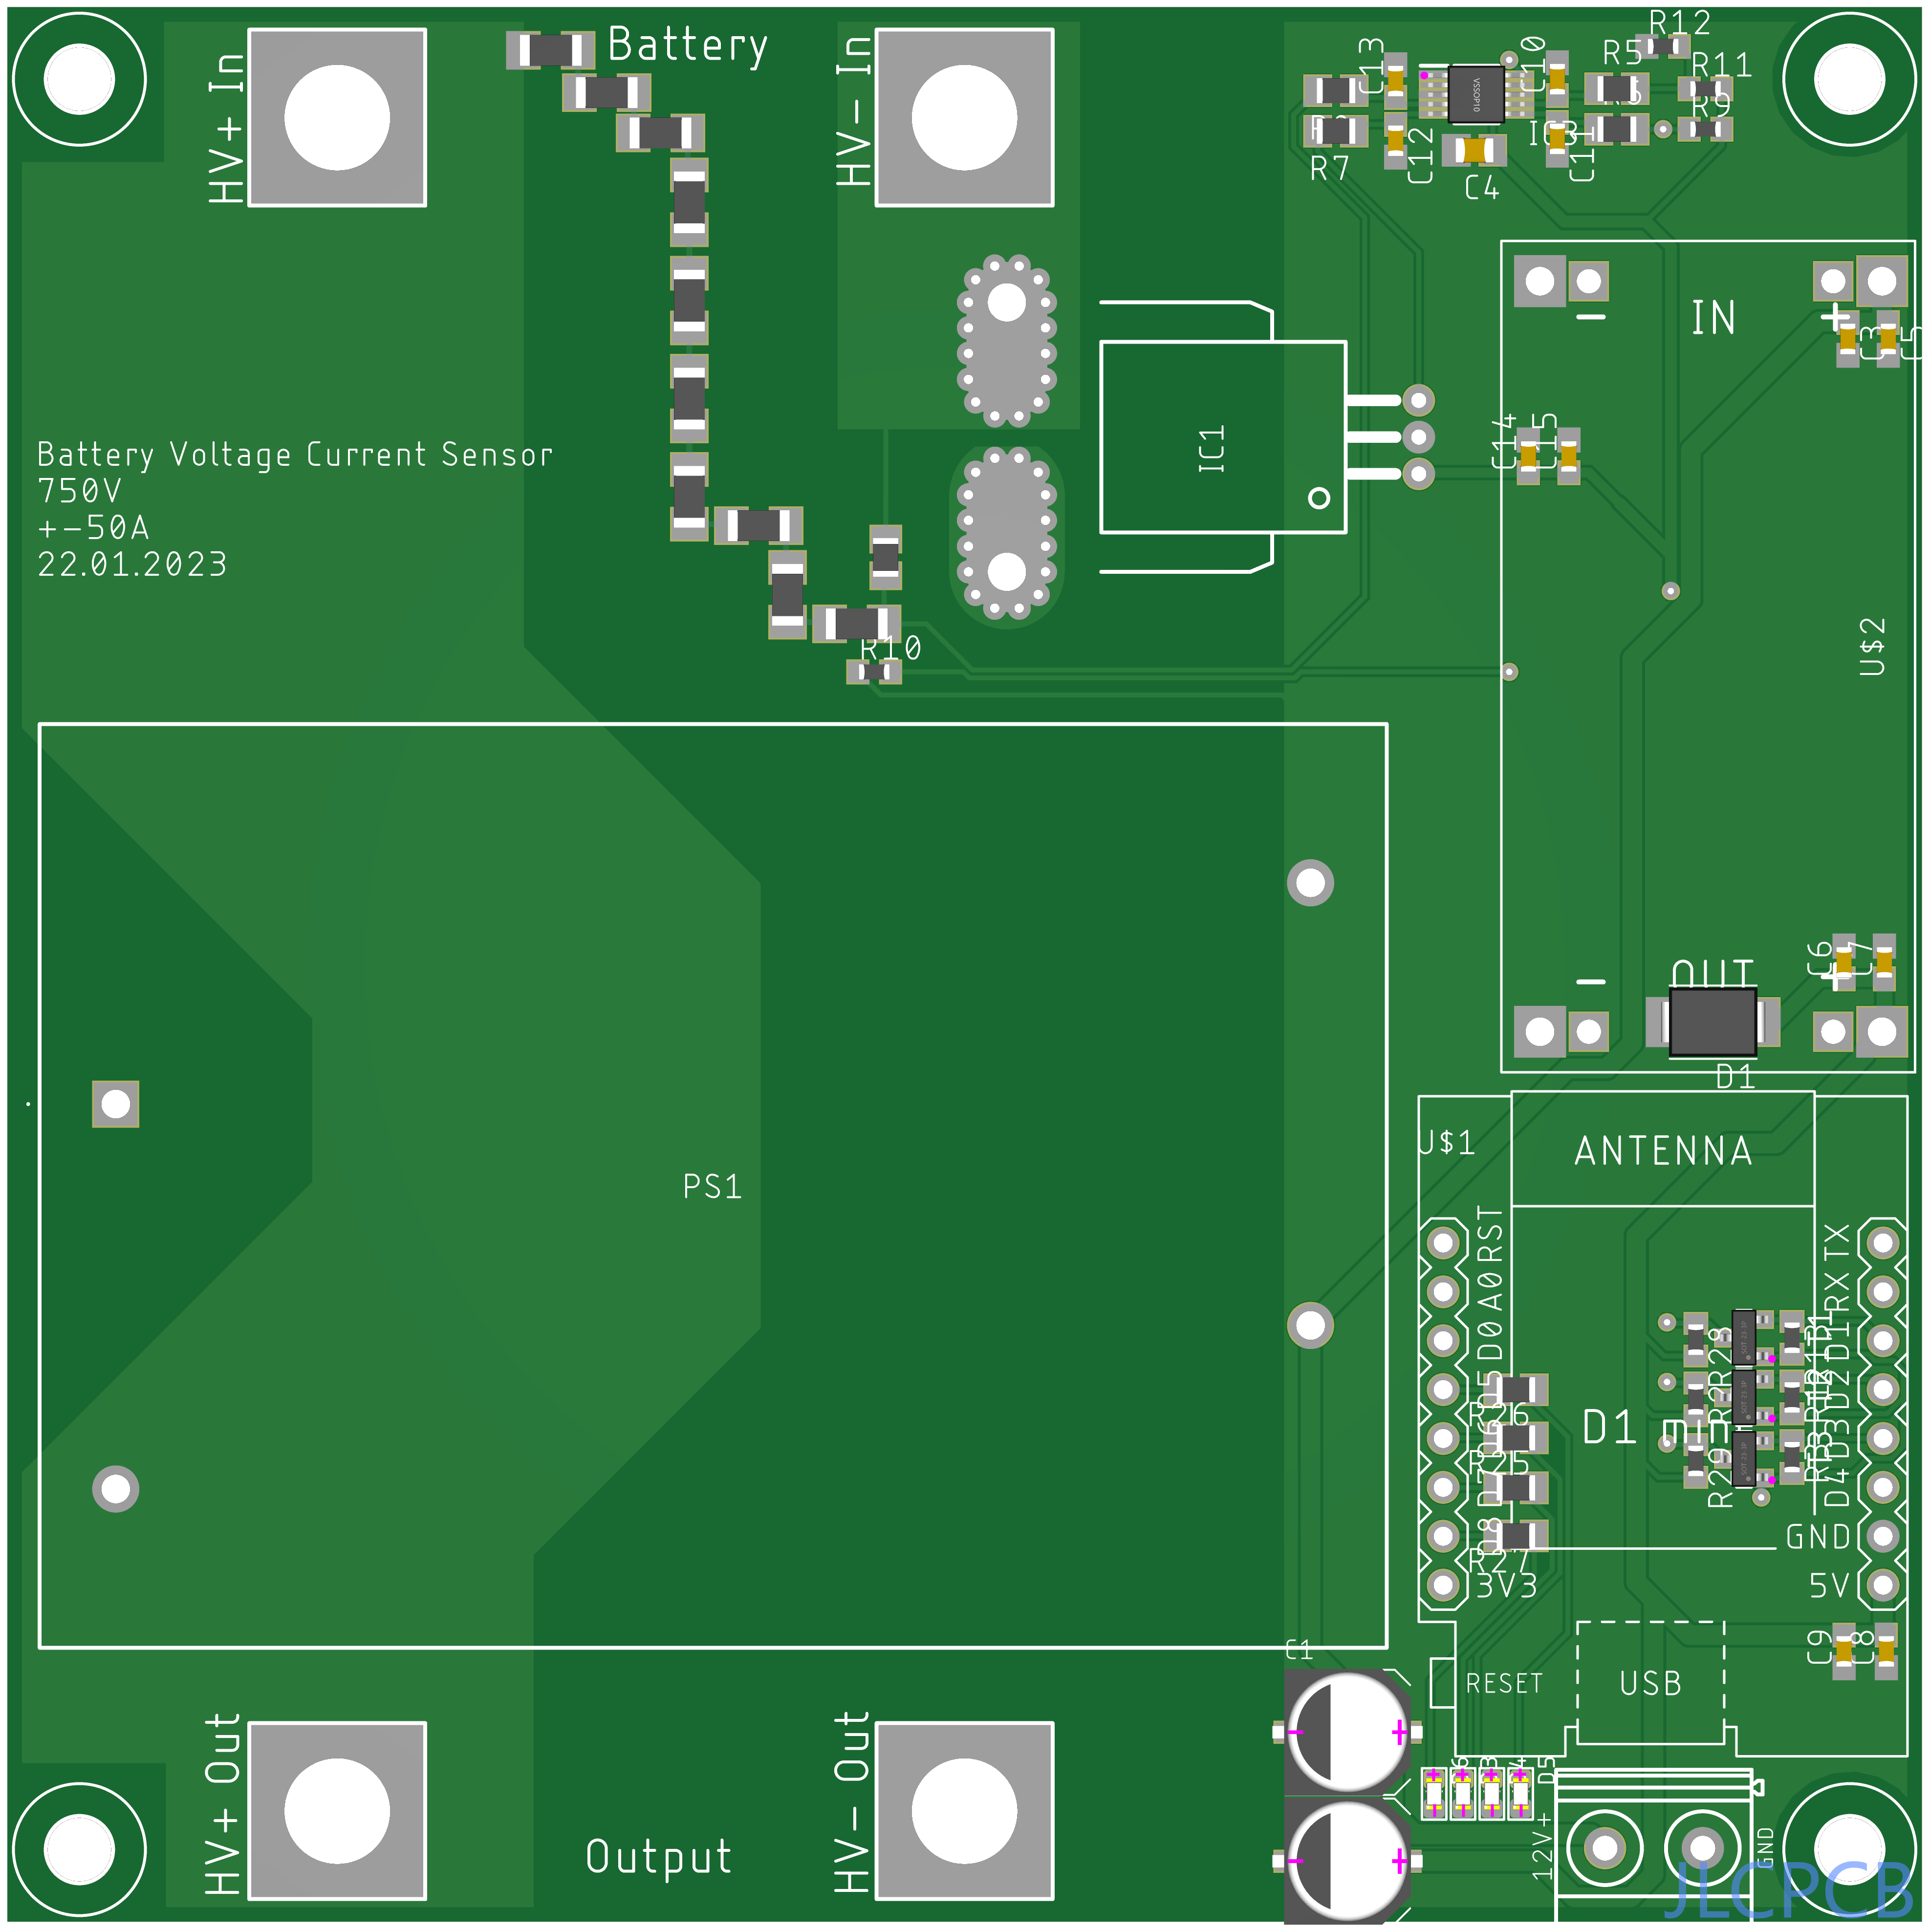 R12
Battery
C13
C10
R5
R11
HV+ In
HV- In
VSSOP10
R9
IC3
C11
C12
R7
C4
IN
C3
C5
Battery Voltage Current Sensor
750V
+-50A
22.01.2023
C14
C15
IC1
R10
U$2
C6
OUT
D1
U$1
ANTENNA
PS1
RST
TX
A0
RX
D0
D1
R28
D5
D2
R26
D1 mini
D3
R25
R29
D4
D8
GND
R27
3V3
5V
C1
C9
C8
RESET
USB
HV+ Out
HV- Out
D5
12V+
GND
Output
JLCPCB